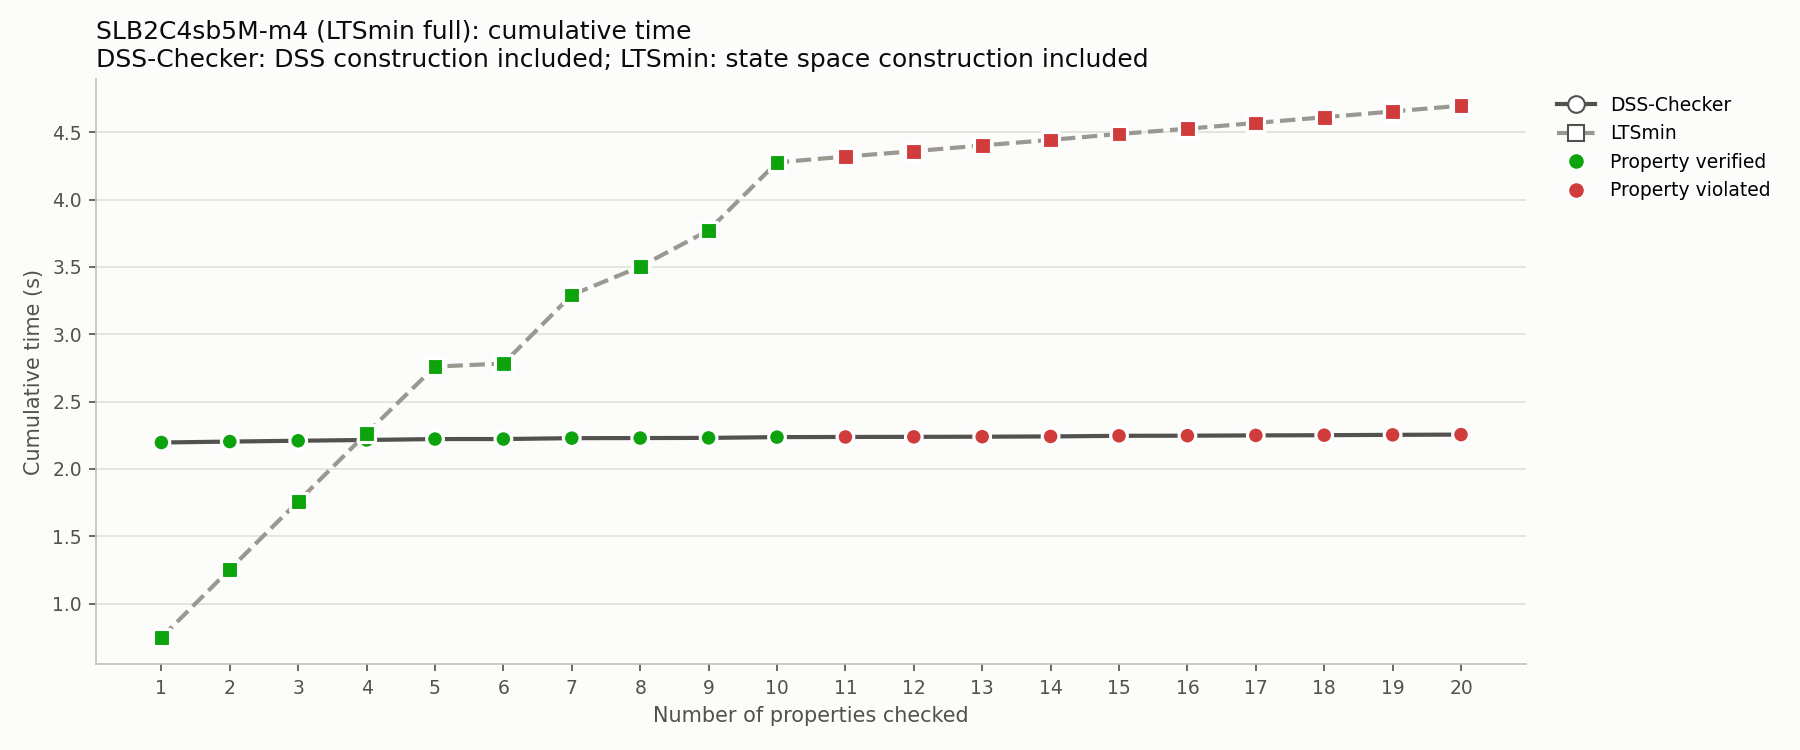 SLB2C4sb5M-m4 (LTSmin full): cumulative time
DSS-Checker: DSS construction included; LTSmin: state space construction included
DSS-Checker
LTSmin
Property verified
Property violated
Cumulative time (s)
4.5
4.0
3.5
3.0
2.5
2.0
1.5
1.0
1 2 3 4 5 6 7 8 9 10 11 12 13 14 15 16 17 18 19 20
Number of properties checked